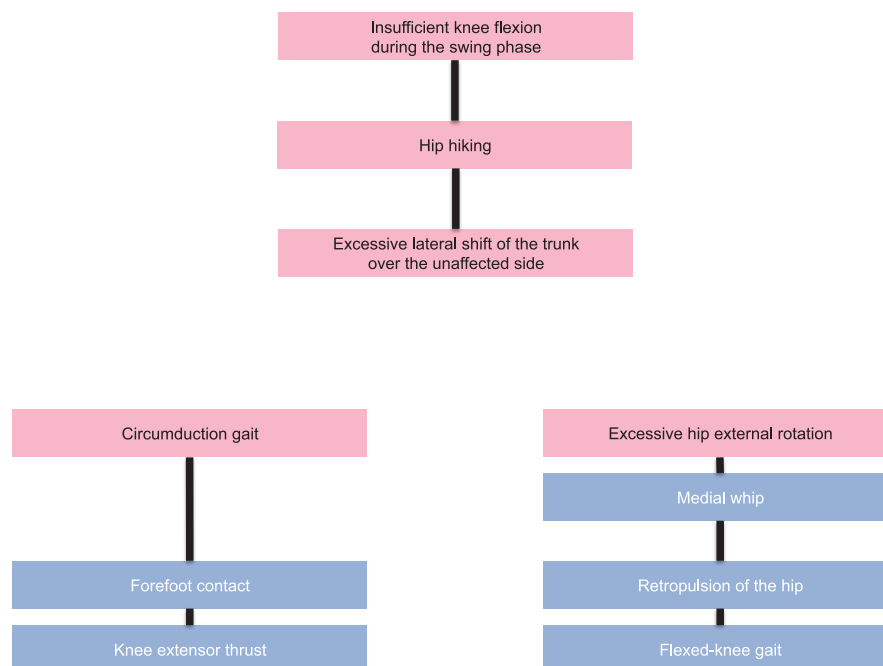 Insufficient knee flexion
during the swing phase
Hip hiking
Excessive lateral shift of the trunk
over the unaffected side
Circumduction gait
Excessive hip external rotation
Medial whip
Forefoot contact
Retropulsion of the hip
Knee extensor thrust
Flexed-knee gait